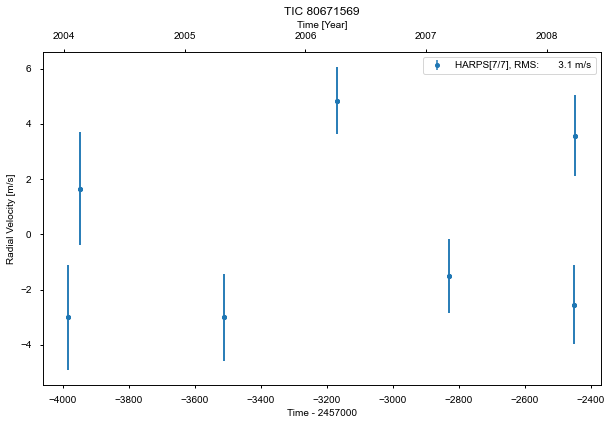 TIC 80671569
Time [Year]
2004 2005 2006 2007 2008
HARPS[7/7], RMS: 3.1 m/s
Radial Velocity [m/s]
6
4
2
0
−2
−4
−4000 −3800 −3600 −3400 −3200 −3000 −2800 −2600 −2400
Time - 2457000